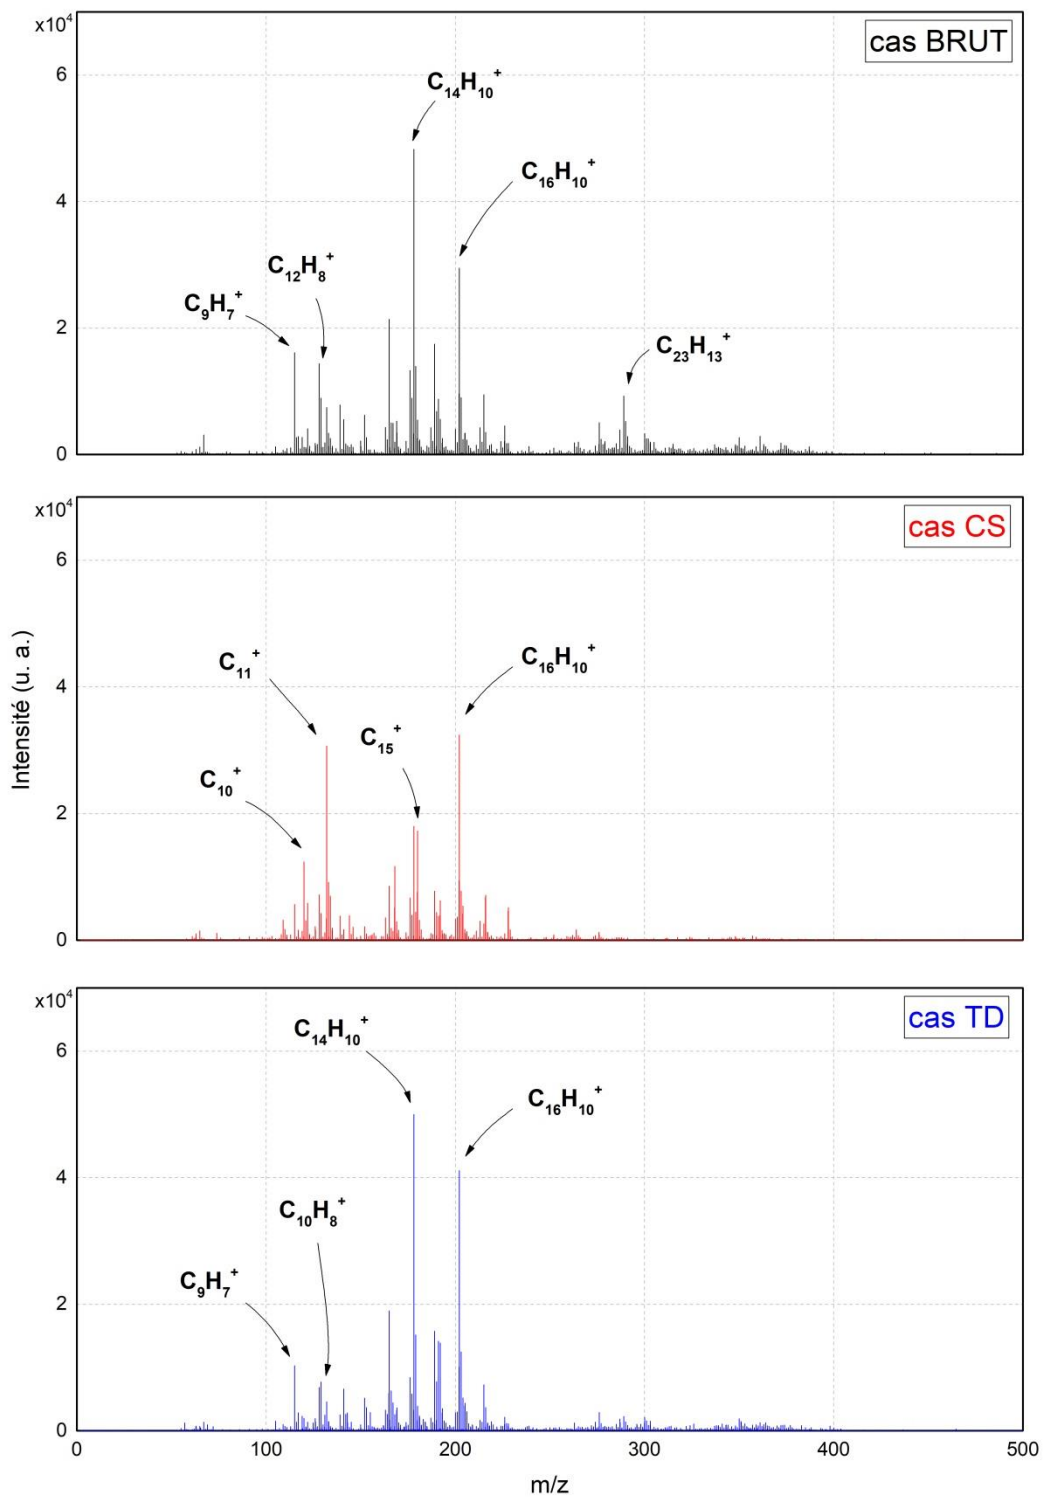 x10⁴
cas BRUT
6
C₁₄H₁₀⁺
C₁₆H₁₀⁺
4
C₁₂H₈⁺
C₉H₇⁺
2
C₂₃H₁₃⁺
0
x10⁴
cas CS
6
C₁₁⁺
C₁₆H₁₀⁺
4
C₁₅⁺
C₁₀⁺
2
0
Intensité (u. a.)
x10⁴
cas TD
C₁₄H₁₀⁺
6
C₁₆H₁₀⁺
4
C₁₀H₈⁺
C₉H₇⁺
2
0
0 100 200 300 400 500
m/z